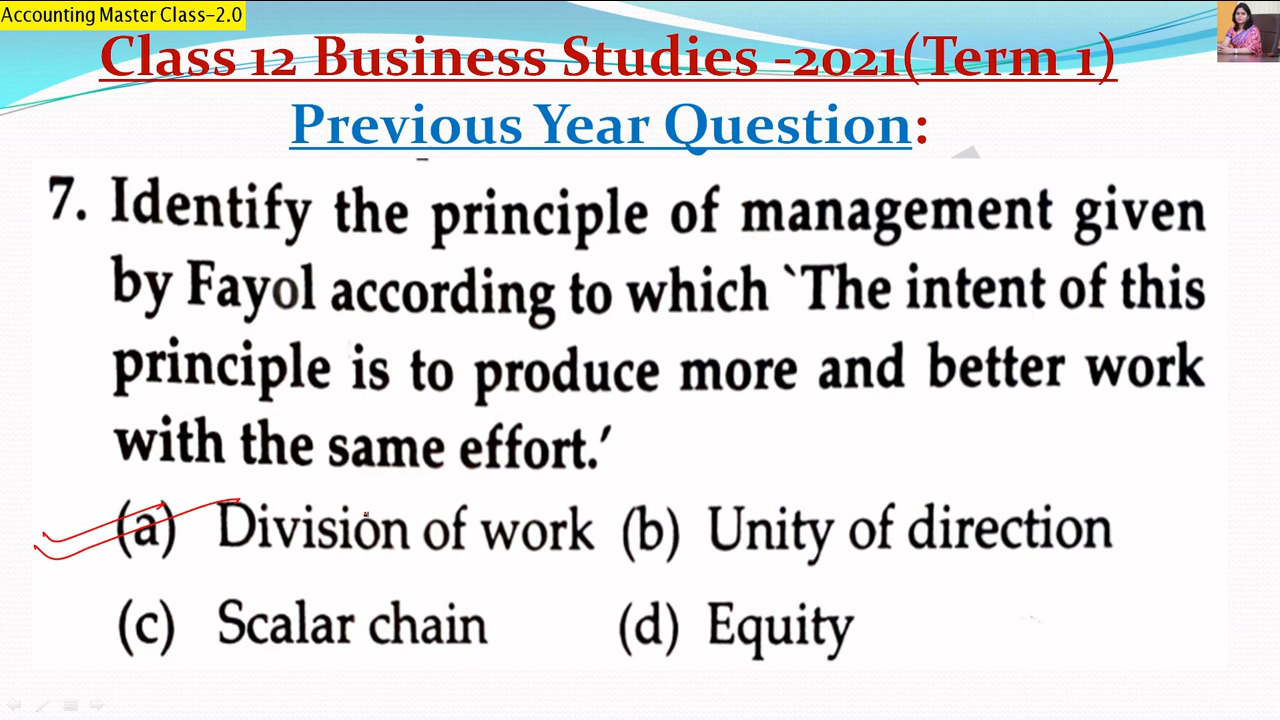 Accounting Master Class-2.0
Class 12 Business Studies -2021(Term 1)
Previous Year Question:
7. Identify the principle of management given
by Fayol according to which `The intent of this
principle is to produce more and better work
with the same effort.'
(a) Division of work (b) Unity of direction
(c) Scalar chain (d) Equity